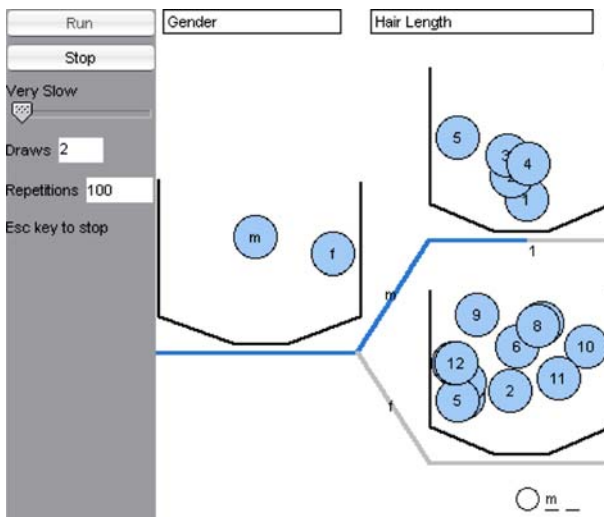 Run
Gender
Hair Length
Stop
Very Slow
Draws 2
Repetitions 100
Esc key to stop
m
f
5
3
4
2
1
1
m
f
9
8
6
10
12
11
2
5
m